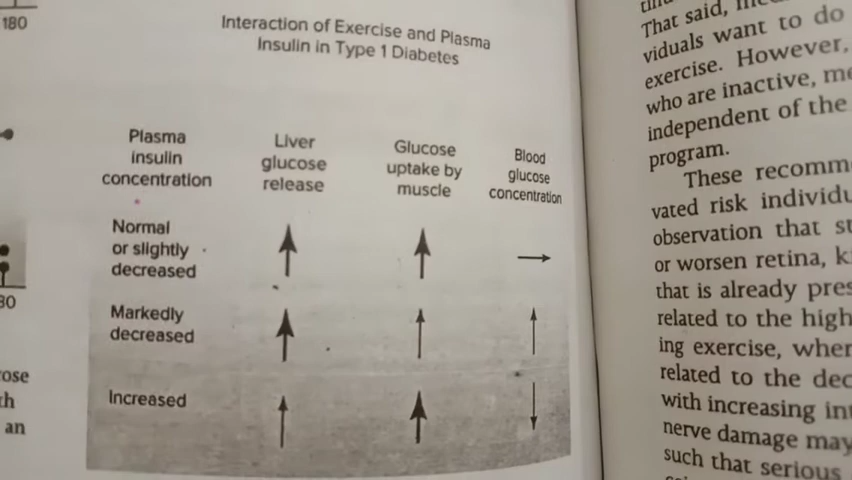 180
Interaction of Exercise and Plasma
Insulin in Type 1 Diabetes
Plasma
insulin
concentration
Liver
glucose
release
Glucose
uptake by
muscle
Blood
glucose
concentration
Normal
or slightly
decreased
Markedly
decreased
Increased
That said,
viduals want to do
exercise. However,
who are inactive,
independent of the
program.
These recomm
vated risk individu
observation that
or worsen retina,
that is already pres
related to the high
ing exercise, when
related to the dec
with increasing int
nerve damage may
such that serious
30
ose
th
an